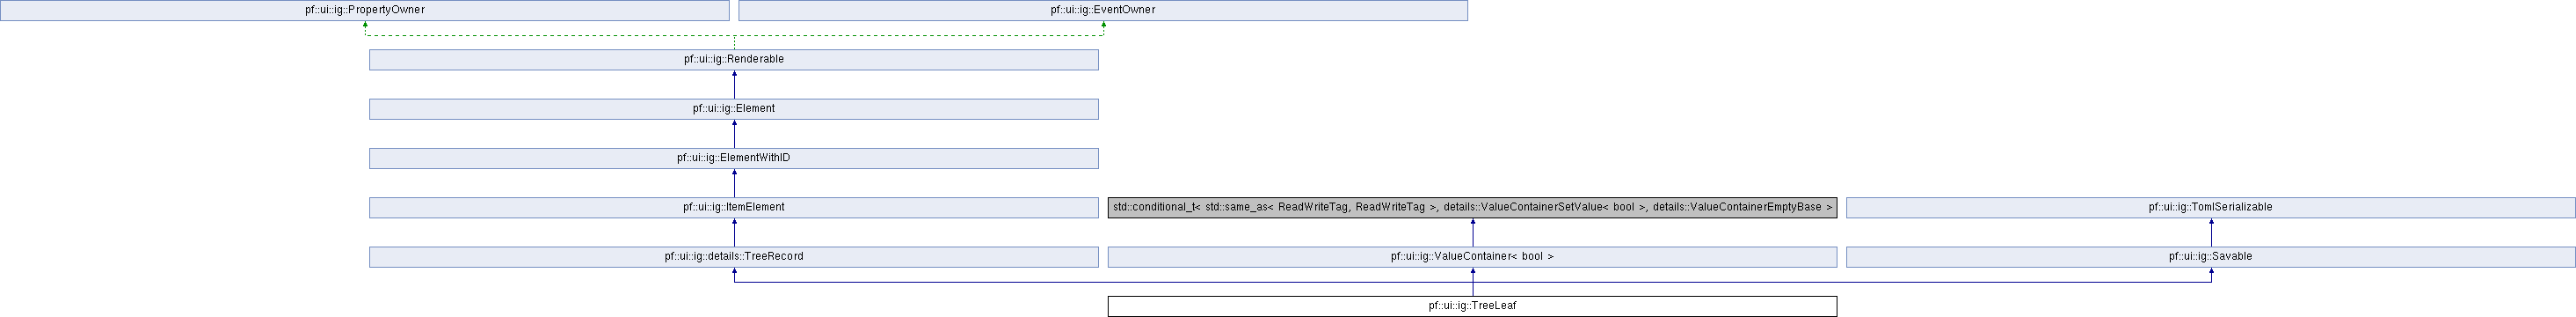 pf::ui::ig::PropertyOwner
pf::ui::ig::EventOwner
pf::ui::ig::Renderable
pf::ui::ig::Element
pf::ui::ig::ElementWithID
pf::ui::ig::ItemElement
std::conditional_t< std::same_as< ReadWriteTag, ReadWriteTag >, details::ValueContainerSetValue< bool >, details::ValueContainerEmptyBase >
pf::ui::ig::TomlSerializable
pf::ui::ig::details::TreeRecord
pf::ui::ig::ValueContainer< bool >
pf::ui::ig::Savable
pf::ui::ig::TreeLeaf